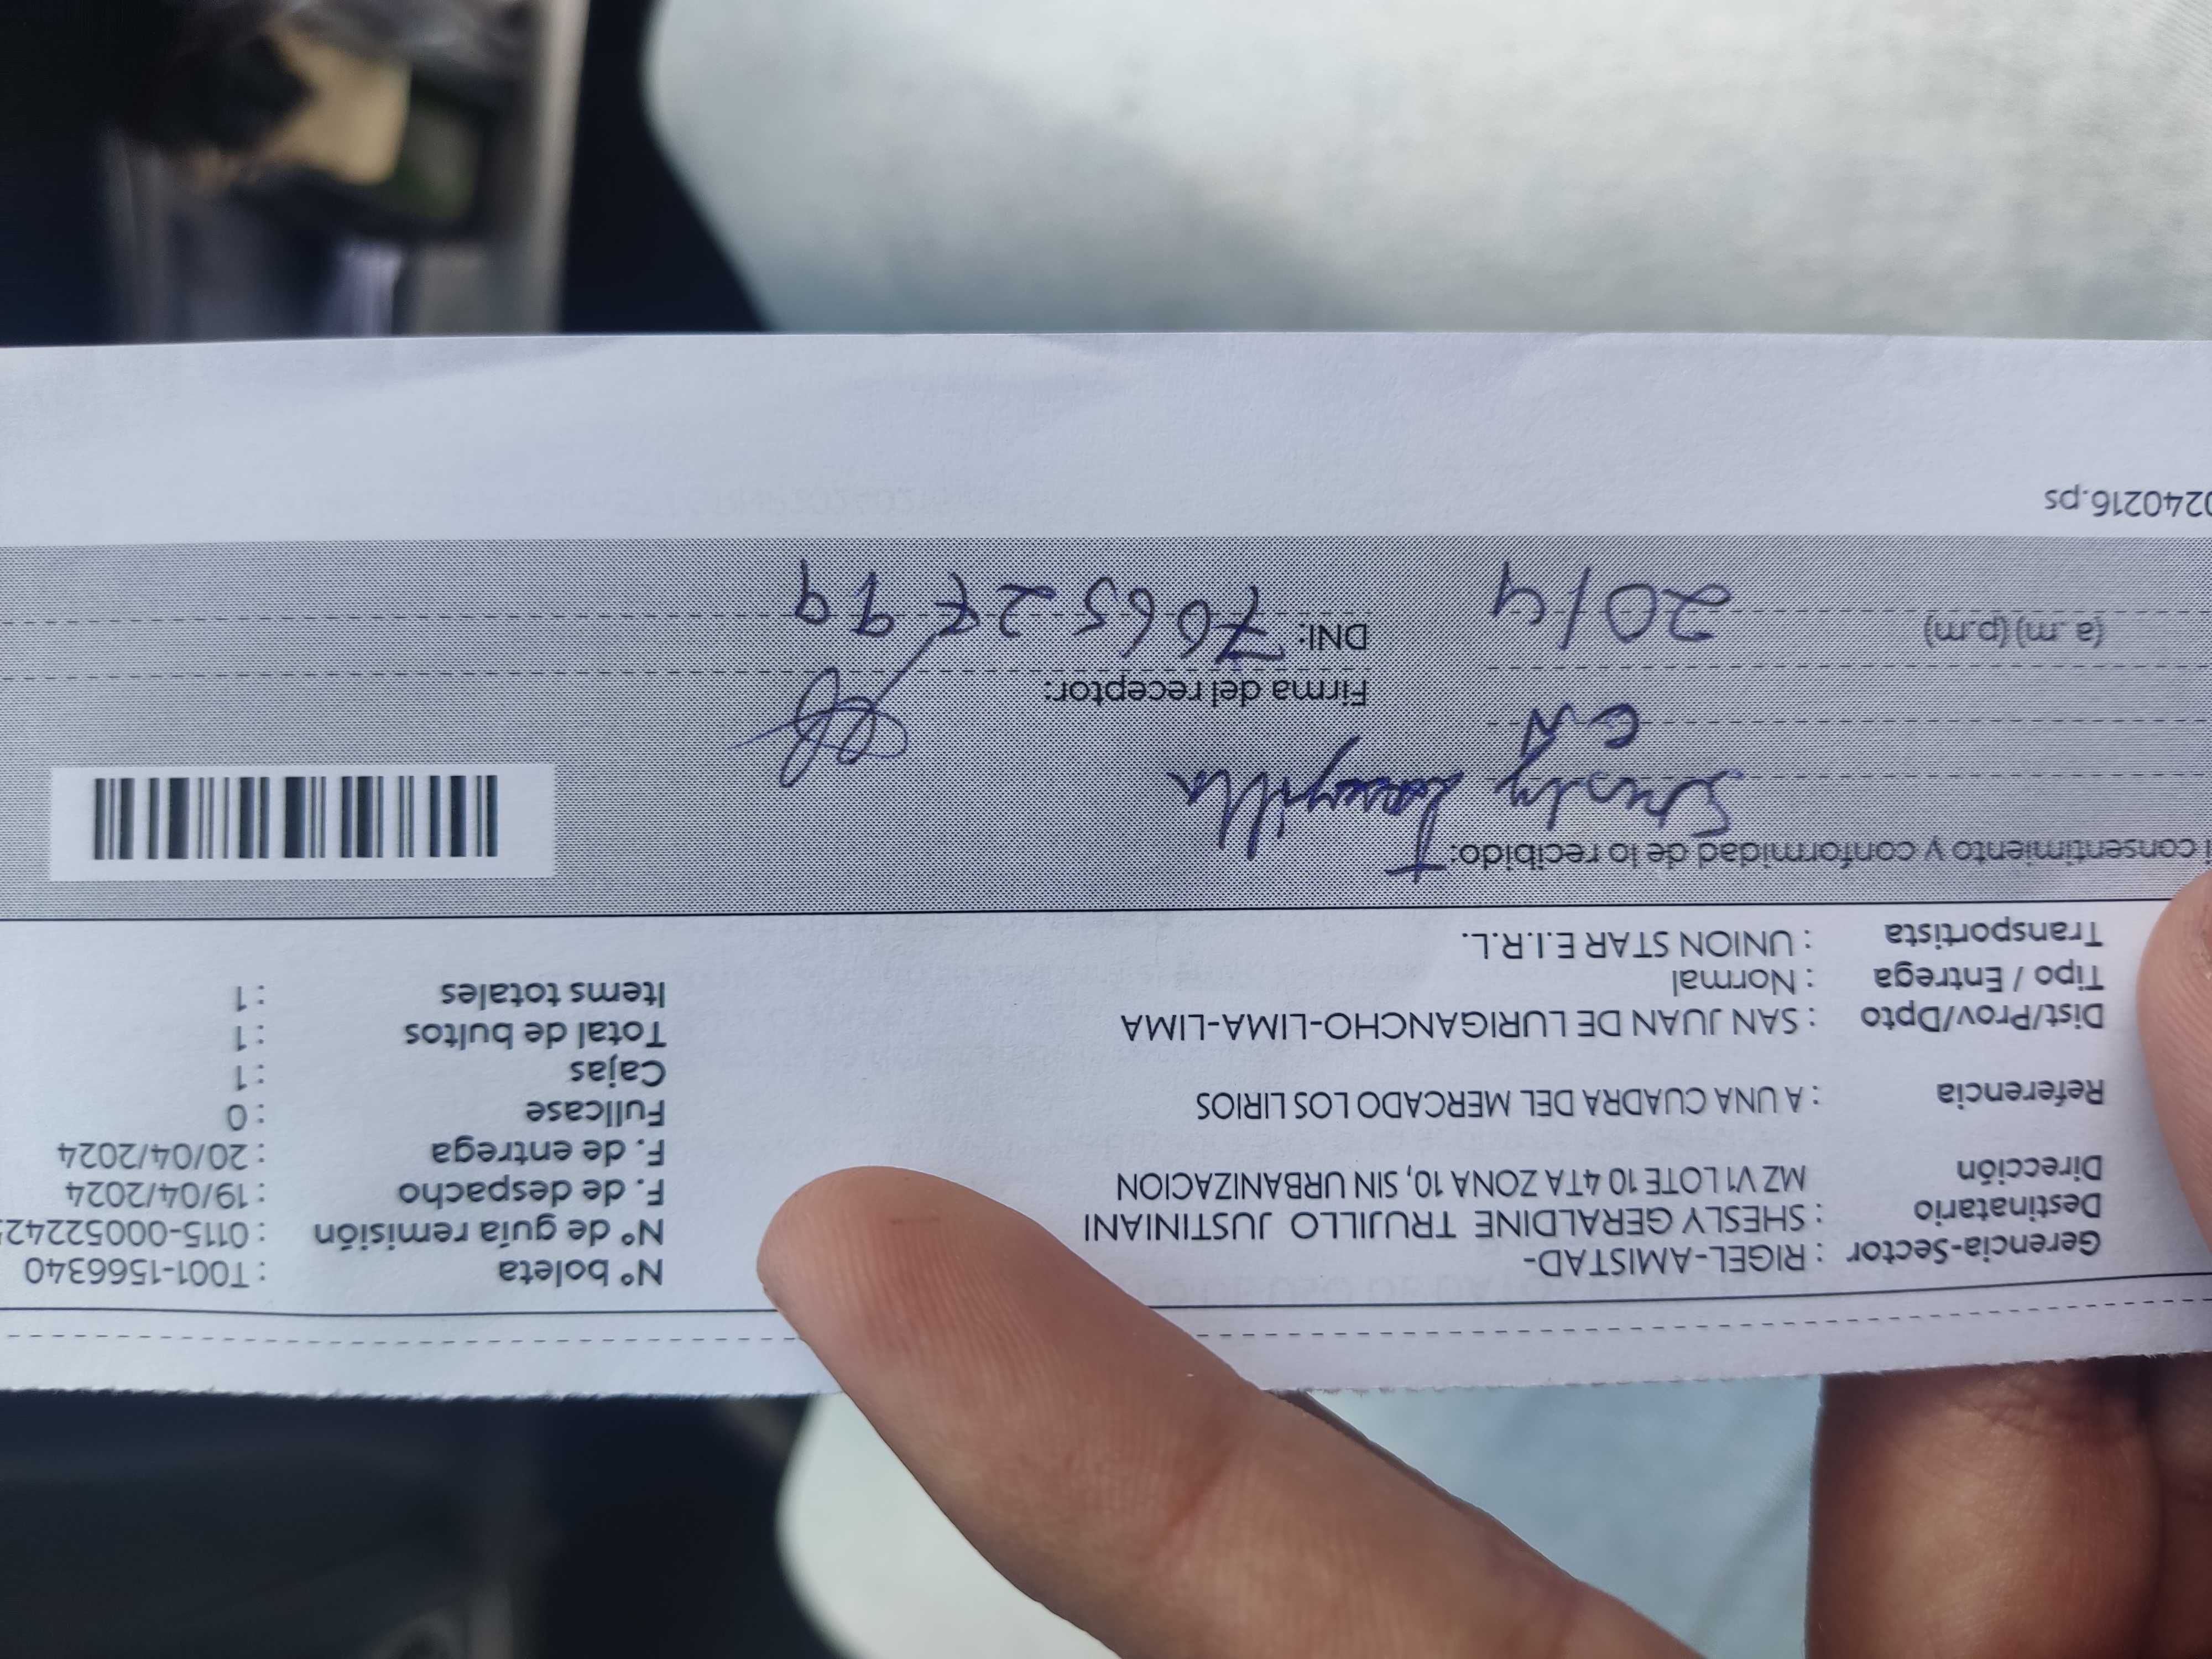 Gerencia-Sector : RIGEL-AMISTAD-
Destinatario : SHESLY GERALDINE TRUJILLO JUSTINIANI
Dirección MZ V1 LOTE 10 4TA ZONA 10, SIN URBANIZACION
Referencia : A UNA CUADRA DEL MERCADO LOS LIRIOS
Dist/Prov/Dpto : SAN JUAN DE LURIGANCHO-LIMA-LIMA
Tipo / Entrega : Normal
Transportista : UNION STAR E.I.R.L.
N° boleta : T001-1566340
N° de guía remisión : 0115-00052242
F. de despacho : 19/04/2024
F. de entrega : 20/04/2024
Fullcase : 0
Cajas : 1
Total de bultos : 1
Items totales : 1
i consentimiento y conformidad de lo recibido:
Firma del receptor:
(a .m) (p.m) 20/4
DNI:
0240216.ps